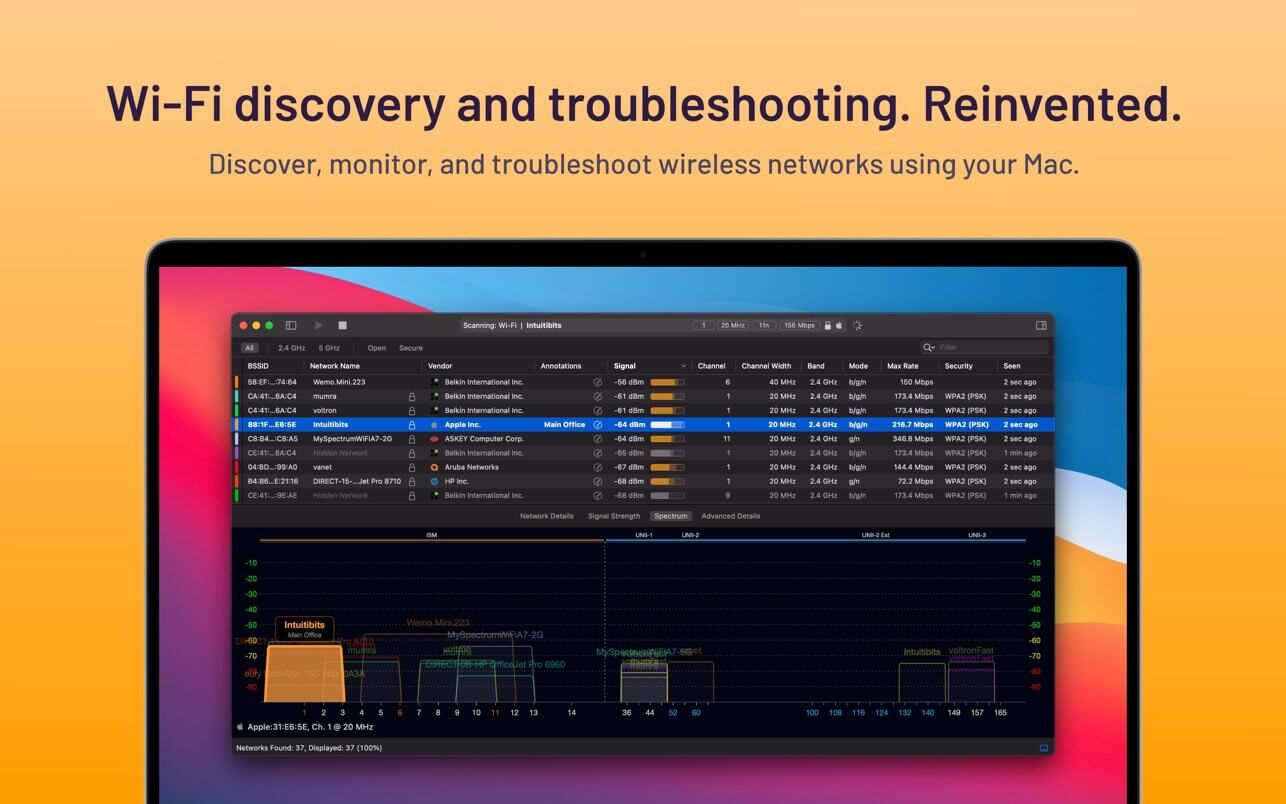 Wi-Fi discovery and troubleshooting. Reinvented.
Discover, monitor, and troubleshoot wireless networks using your Mac.
Scanning: Wi-Fi | Intuitibits 1 20 MHz 11n 156 Mbps
All 2.4 GHz 5 GHz Open Secure Filter
BSSID Network Name Vendor Annotations Signal Channel Channel Width Band Mode Max Rate Security Seen
58:EF:...:74:64 Wemo.Mini.223 Belkin International Inc. -56 dBm 6 40 MHz 2.4 GHz b/g/n 150 Mbps 2 sec ago
CA:41:...6A:C4 mumra Belkin International Inc. -61 dBm 1 20 MHz 2.4 GHz b/g/n 173.4 Mbps WPA2 (PSK) 2 sec ago
C4:41:...6A:C4 voltron Belkin International Inc. -61 dBm 1 20 MHz 2.4 GHz b/g/n 173.4 Mbps WPA2 (PSK) 2 sec ago
88:1F...E6:5E Intuitibits Apple Inc. Main Office -64 dBm 1 20 MHz 2.4 GHz b/g/n 216.7 Mbps WPA2 (PSK) 2 sec ago
C8:B4...:C8:A5 MySpectrumWiFiA7-2G ASKEY Computer Corp. -64 dBm 11 20 MHz 2.4 GHz g/n 346.8 Mbps WPA2 (PSK) 2 sec ago
CE:41:...6A:C4 Hidden Network Belkin International Inc. -65 dBm 1 20 MHz 2.4 GHz b/g/n 173.4 Mbps WPA2 (PSK) 1 min ago
04:BD...:99:A0 vanet Aruba Networks -67 dBm 1 20 MHz 2.4 GHz b/g/n 144.4 Mbps WPA2 (PSK) 2 sec ago
B4:B6...E:21:16 DIRECT-15-...Jet Pro 8710 HP Inc. -68 dBm 1 20 MHz 2.4 GHz g/n 72.2 Mbps WPA2 (PSK) 2 sec ago
CE:41:...:9E:AE Hidden Network Belkin International Inc. -68 dBm 9 20 MHz 2.4 GHz b/g/n 173.4 Mbps WPA2 (PSK) 1 min ago
Network Details Signal Strength Spectrum Advanced Details
ISM UNII-1 UNII-2 UNII-2 Ext UNII-3
-10 -10
-20 -20
-30 -30
-40 -40
-50 Intuitibits Wemo.Mini.223 -50
Main Office MySpectrumWiFiA7-2G
-60 Pro 8710 -60
mumra voltron MySpectrumWiFiA7-5G Intuitibits voltronFast
-70 DIRECT-0B-HP OfficeJet Pro 6960 voltronFast -70
-80 eufy RoboVac 15C Max 0A3A -80
-90 -90
1 2 3 4 5 6 7 8 9 10 11 12 13 14 36 44 52 60 100 108 116 124 132 140 149 157 165
Apple:31:E6:5E, Ch. 1 @ 20 MHz
Networks Found: 37, Displayed: 37 (100%)